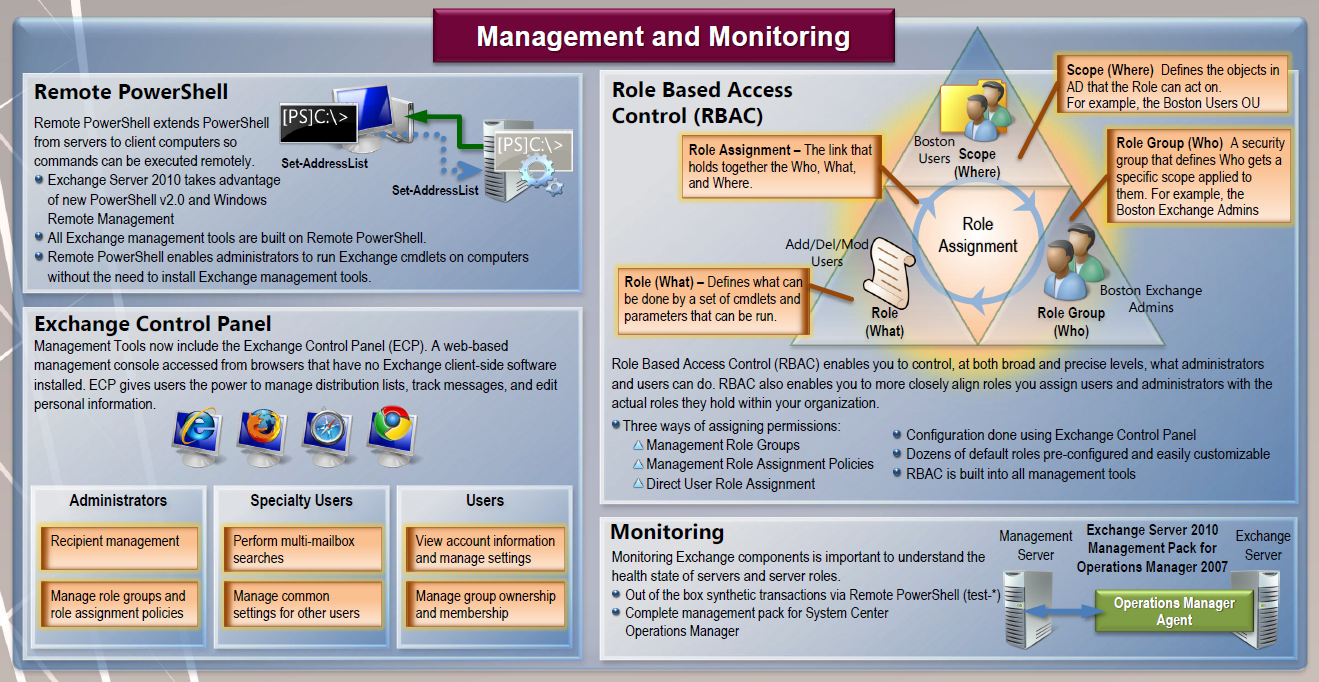 Management and Monitoring
Remote PowerShell
Remote PowerShell extends PowerShell
from servers to client computers so
commands can be executed remotely.
Exchange Server 2010 takes advantage
of new PowerShell v2.0 and Windows
Remote Management
All Exchange management tools are built on Remote PowerShell.
Remote PowerShell enables administrators to run Exchange cmdlets on computers
without the need to install Exchange management tools.
[PS]C:\>
Set-AddressList
[PS]C:\>
Set-AddressList
Exchange Control Panel
Management Tools now include the Exchange Control Panel (ECP). A web-based
management console accessed from browsers that have no Exchange client-side software
installed. ECP gives users the power to manage distribution lists, track messages, and edit
personal information.
Administrators
Recipient management
Manage role groups and
role assignment policies
Specialty Users
Perform multi-mailbox
searches
Manage common
settings for other users
Users
View account information
and manage settings
Manage group ownership
and membership
Role Based Access
Control (RBAC)
Scope (Where) Defines the objects in
AD that the Role can act on.
For example, the Boston Users OU
Role Assignment – The link that
holds together the Who, What,
and Where.
Boston
Users
Scope
(Where)
Role Group (Who) A security
group that defines Who gets a
specific scope applied to
them. For example, the
Boston Exchange Admins
Role
Assignment
Add/Del/Mod
Users
Role (What) – Defines what can
be done by a set of cmdlets and
parameters that can be run.
Role
(What)
Role Group
(Who)
Boston Exchange
Admins
Role Based Access Control (RBAC) enables you to control, at both broad and precise levels, what administrators
and users can do. RBAC also enables you to more closely align roles you assign users and administrators with the
actual roles they hold within your organization.
Three ways of assigning permissions:
Management Role Groups
Management Role Assignment Policies
Direct User Role Assignment
Configuration done using Exchange Control Panel
Dozens of default roles pre-configured and easily customizable
RBAC is built into all management tools
Monitoring
Monitoring Exchange components is important to understand the
health state of servers and server roles.
Out of the box synthetic transactions via Remote PowerShell (test-*)
Complete management pack for System Center
Operations Manager
Management
Server
Exchange Server 2010
Management Pack for
Operations Manager 2007
Exchange
Server
Operations Manager
Agent